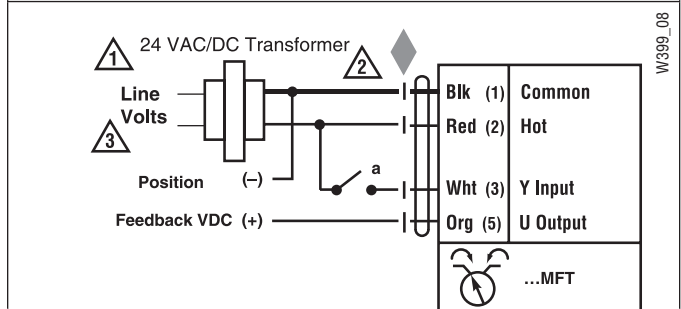 W399_08
1 24 VAC/DC Transformer
2
Line
Volts
3
Blk (1) Common
Red (2) Hot
a
Position (–)
Wht (3) Y Input
Feedback VDC (+)
Org (5) U Output
...MFT